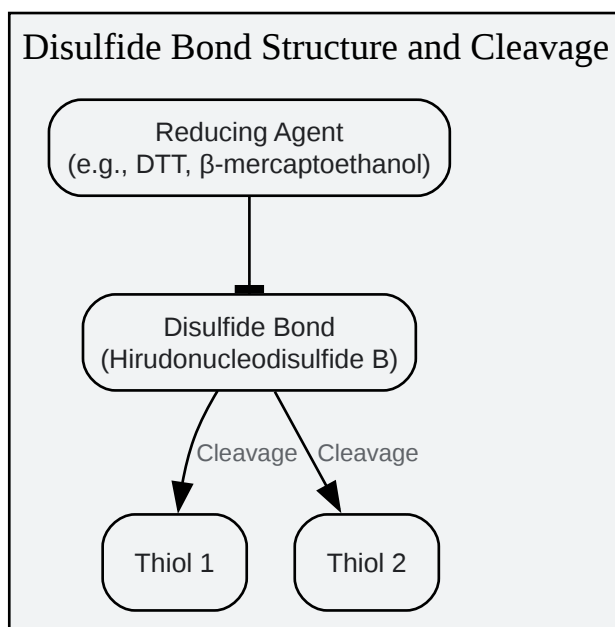 Disulfide Bond Structure and Cleavage
Reducing Agent
(e.g., DTT, β-mercaptoethanol)
Disulfide Bond
(Hirudonucleodisulfide B)
Cleavage Cleavage
Thiol 1 Thiol 2